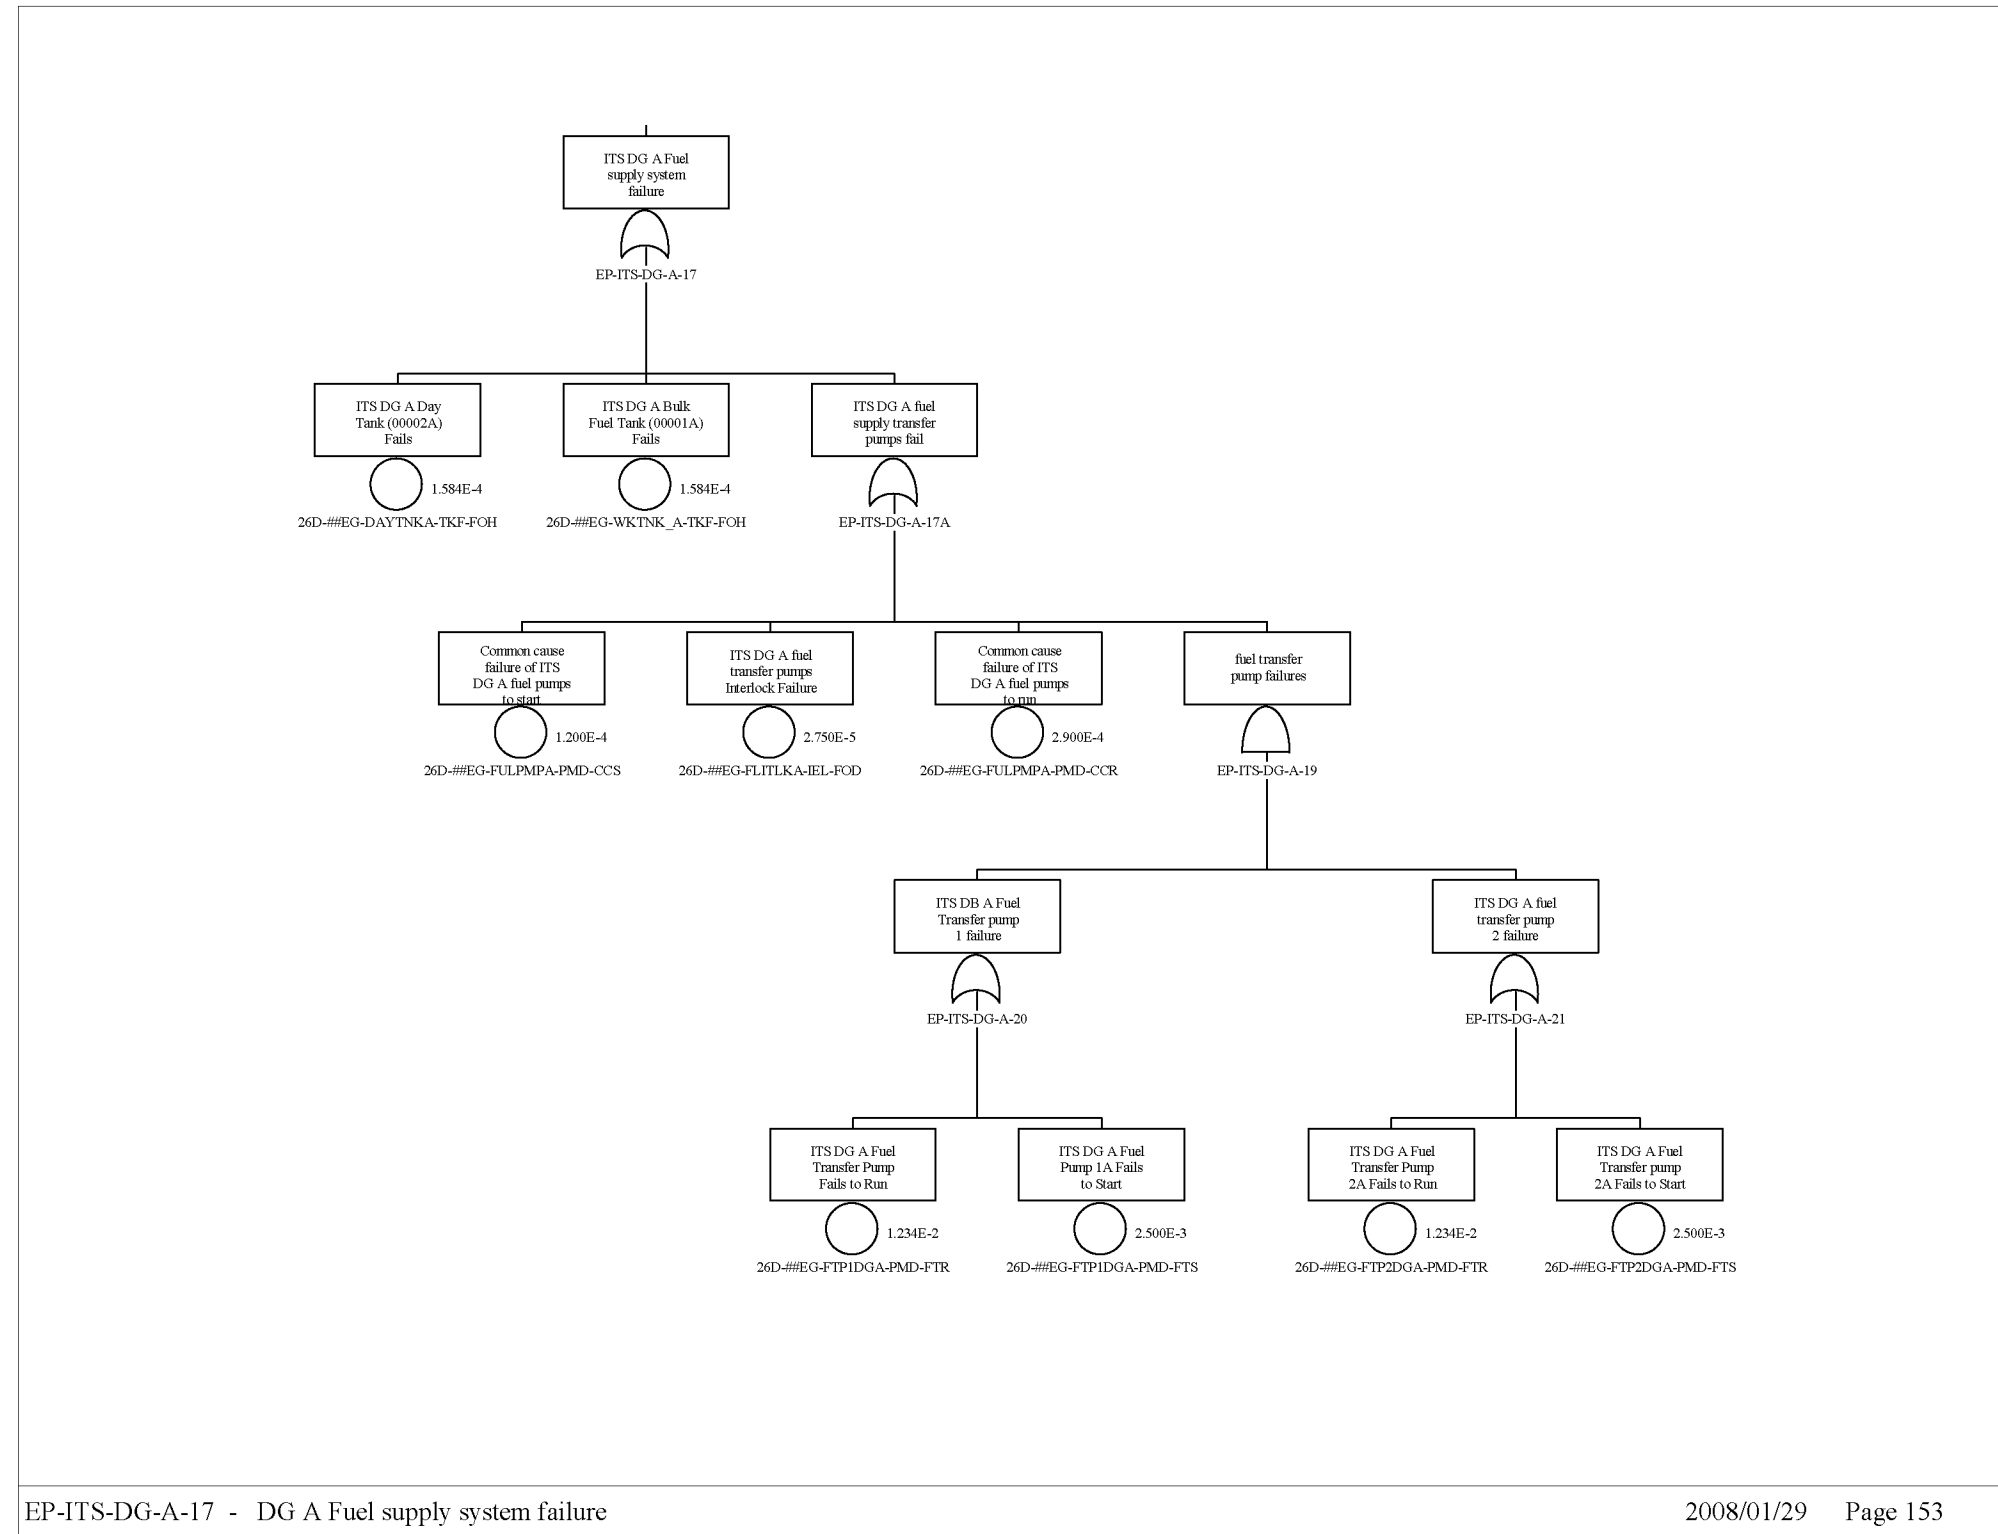 ITS DG A Fuel
supply system
failure
EP-ITS-DG-A-17
ITS DG A Day
Tank (00002A)
Fails
1.584E-4
26D-##EG-DAYTNKA-TKF-FOH
ITS DG A Bulk
Fuel Tank (00001A)
Fails
1.584E-4
26D-##EG-WKTNK_A-TKF-FOH
ITS DG A fuel
supply transfer
pumps fail
EP-ITS-DG-A-17A
Common cause
failure of ITS
DG A fuel pumps
to start
1.200E-4
26D-##EG-FULPMPA-PMD-CCS
ITS DG A fuel
transfer pumps
Interlock Failure
2.750E-5
26D-##EG-FLITLKA-IEL-FOD
Common cause
failure of ITS
DG A fuel pumps
to run
2.900E-4
26D-##EG-FULPMPA-PMD-CCR
fuel transfer
pump failures
EP-ITS-DG-A-19
ITS DB A Fuel
Transfer pump
1 failure
EP-ITS-DG-A-20
ITS DG A fuel
transfer pump
2 failure
EP-ITS-DG-A-21
ITS DG A Fuel
Transfer Pump
Fails to Run
1.234E-2
26D-##EG-FTP1DGA-PMD-FTR
ITS DG A Fuel
Pump 1A Fails
to Start
2.500E-3
26D-##EG-FTP1DGA-PMD-FTS
ITS DG A Fuel
Transfer Pump
2A Fails to Run
1.234E-2
26D-##EG-FTP2DGA-PMD-FTR
ITS DG A Fuel
Transfer pump
2A Fails to Start
2.500E-3
26D-##EG-FTP2DGA-PMD-FTS
EP-ITS-DG-A-17 - DG A Fuel supply system failure
2008/01/29 Page 153